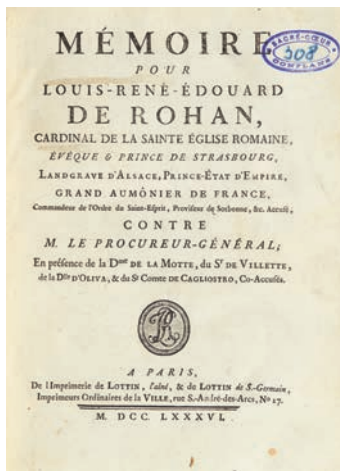 MÉMOIRE
SACRÉ-CŒUR
308
CONFLANS
POUR
LOUIS-RENÉ-ÉDOUARD
DE ROHAN,
CARDINAL DE LA SAINTE ÉGLISE ROMAINE,
ÉVÊQUE & PRINCE DE STRASBOURG,
LANDGRAVE D'ALSACE, PRINCE-ÉTAT D'EMPIRE,
GRAND AUMÔNIER DE FRANCE,
Commandeur de l'Ordre du Saint-Esprit, Proviseur de Sorbonne, &c. Accusé,
CONTRE
M. LE PROCUREUR-GÉNÉRAL;
En présence de la Dame DE LA MOTTE, du Sr DE VILLETTE,
de la Dlle D'OLIVA, & du Sr Comte DE CAGLIOSTRO, Co-Accusés.
A PARIS,
De l'Imprimerie de LOTTIN, l'aîné, & de LOTTIN de S.-Germain,
Imprimeurs Ordinaires de la VILLE, rue S.-André-des-Arcs, No 27.
M. DCC. LXXXVI.